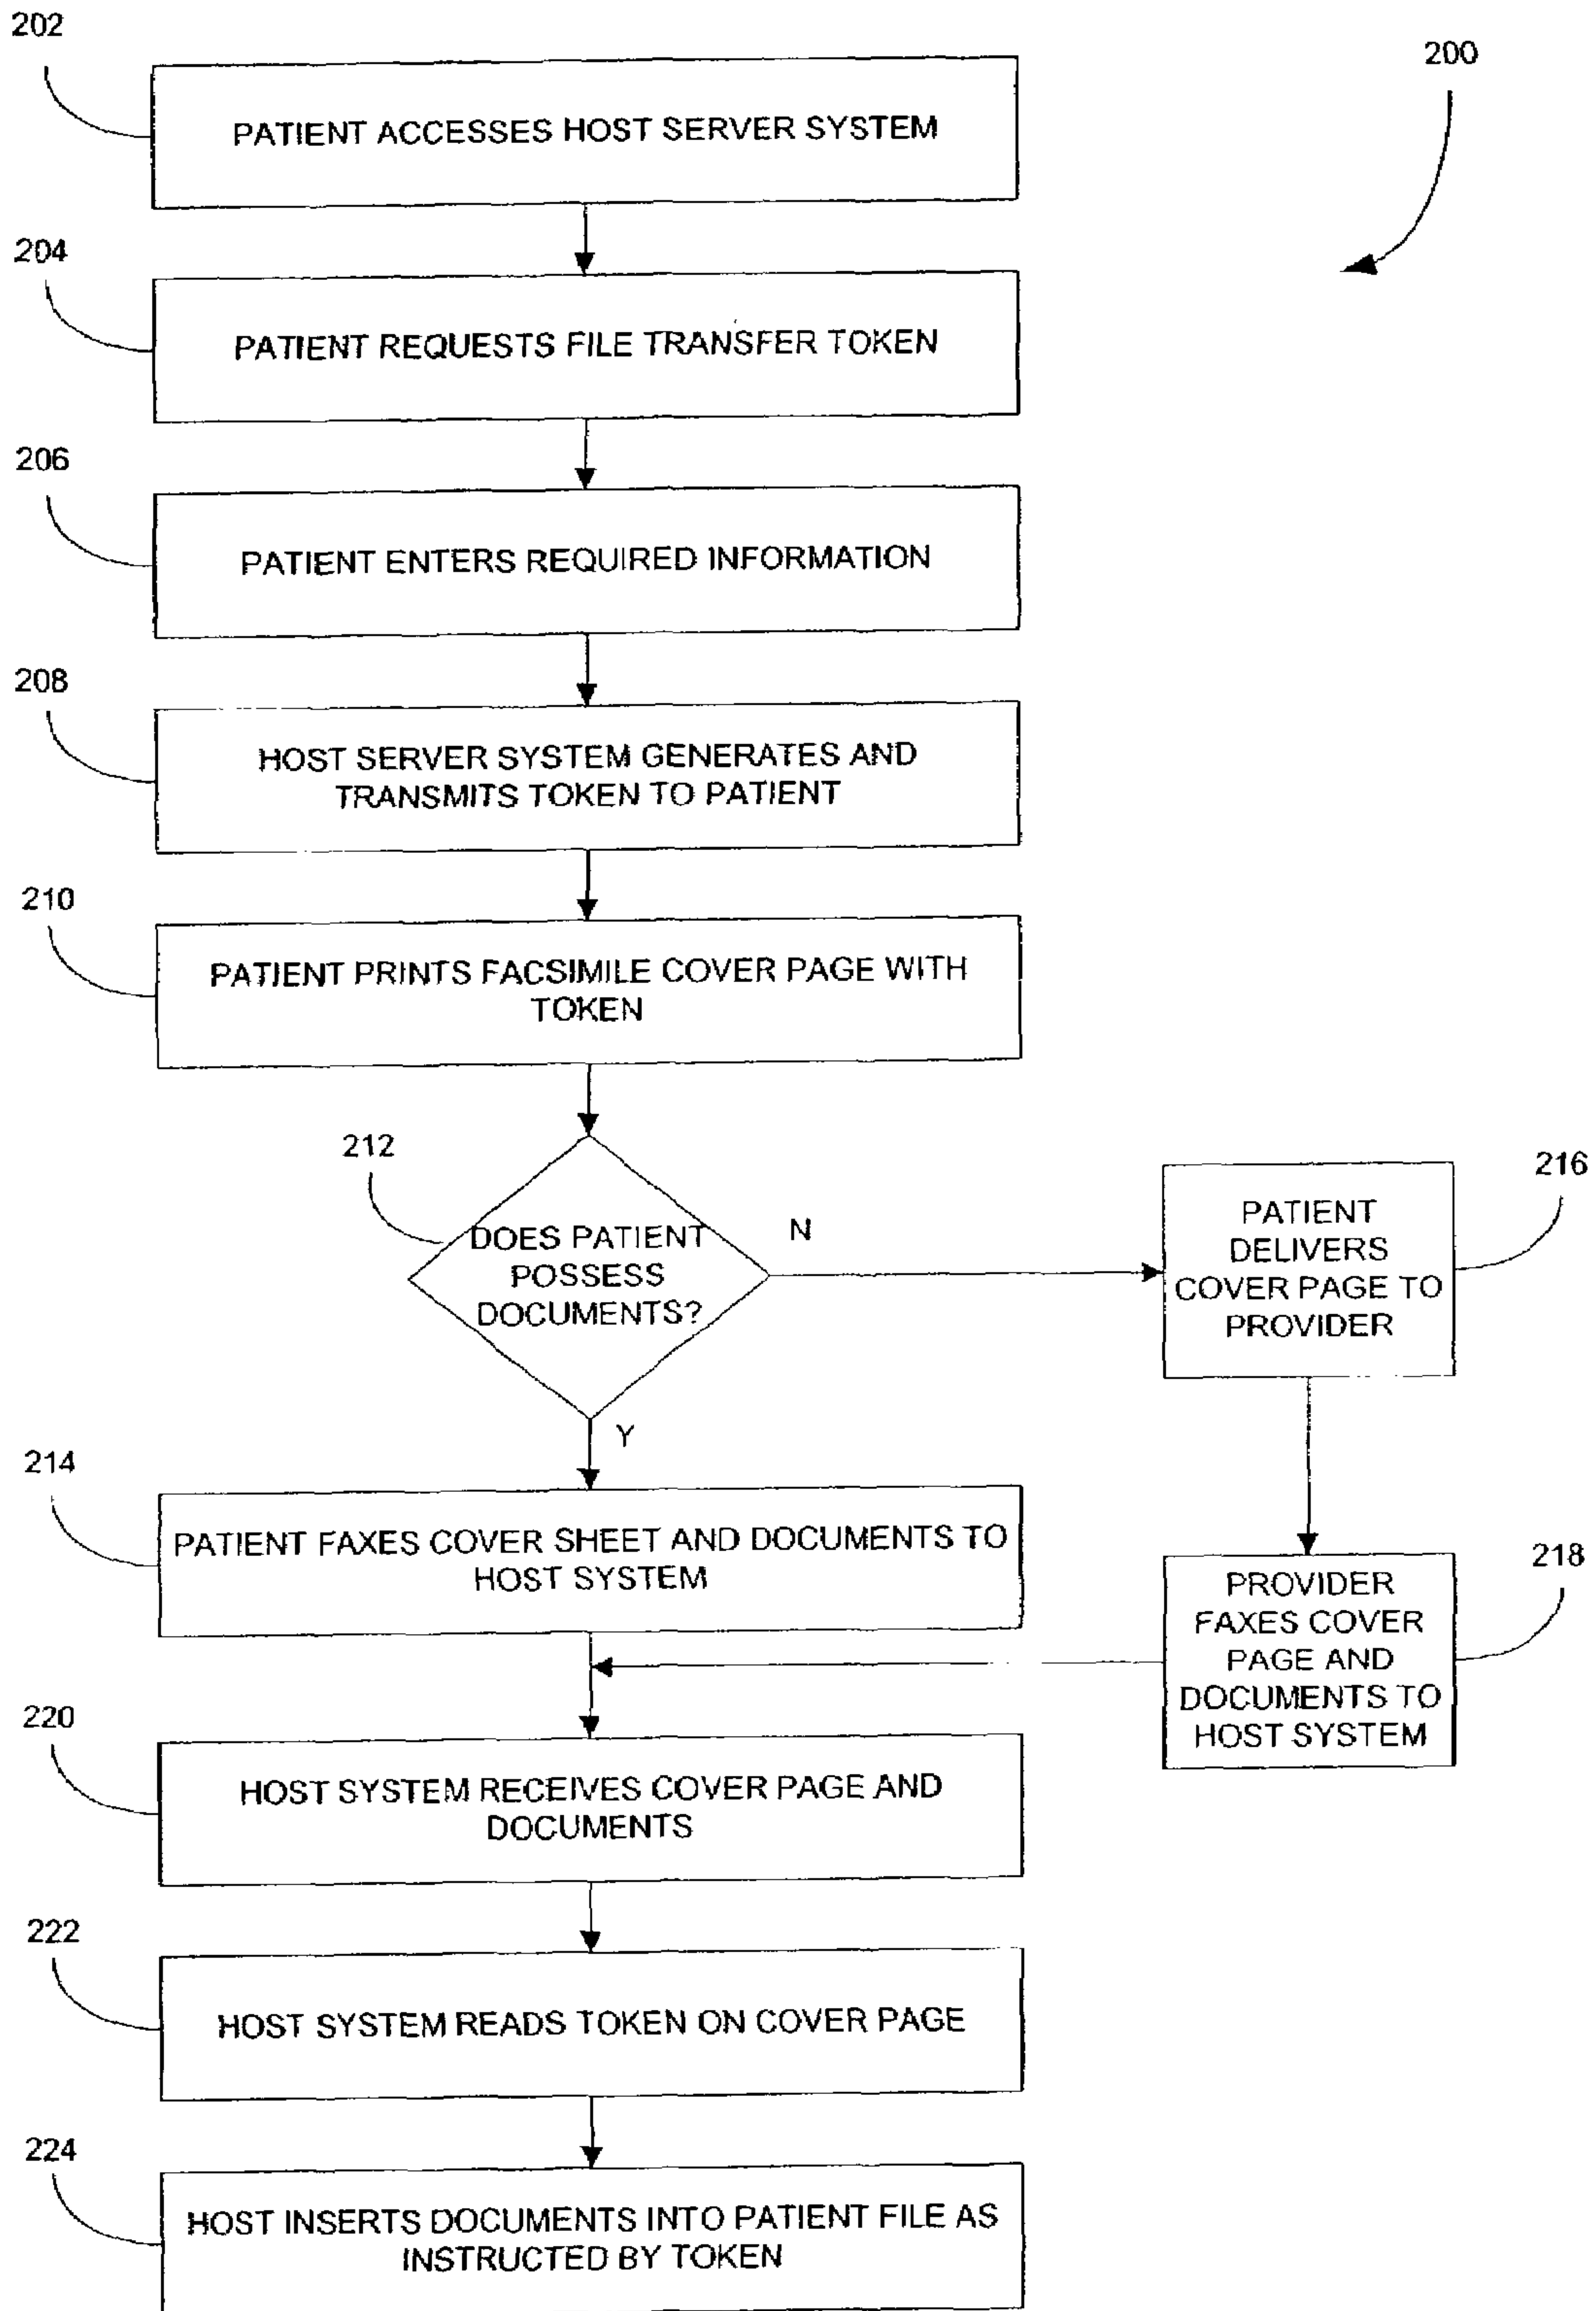 202
200
PATIENT ACCESSES HOST SERVER SYSTEM
204
PATIENT REQUESTS FILE TRANSFER TOKEN
206
PATIENT ENTERS REQUIRED INFORMATION
208
HOST SERVER SYSTEM GENERATES AND
TRANSMITS TOKEN TO PATIENT
210
PATIENT PRINTS FACSIMILE COVER PAGE WITH
TOKEN
212
DOES PATIENT
POSSESS
DOCUMENTS?
N
Y
216
PATIENT
DELIVERS
COVER PAGE TO
PROVIDER
214
PATIENT FAXES COVER SHEET AND DOCUMENTS TO
HOST SYSTEM
218
PROVIDER
FAXES COVER
PAGE AND
DOCUMENTS TO
HOST SYSTEM
220
HOST SYSTEM RECEIVES COVER PAGE AND
DOCUMENTS
222
HOST SYSTEM READS TOKEN ON COVER PAGE
224
HOST INSERTS DOCUMENTS INTO PATIENT FILE AS
INSTRUCTED BY TOKEN